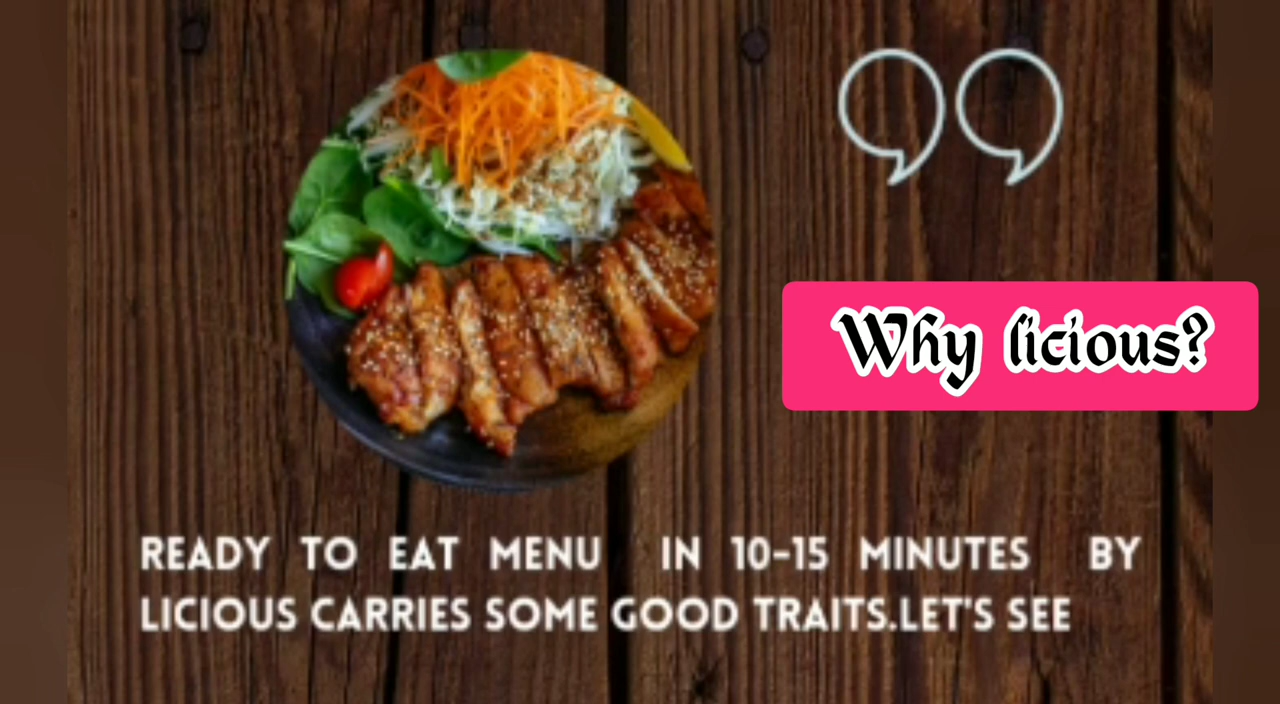 Why licious?
READY TO EAT MENU IN 10-15 MINUTES BY
LICIOUS CARRIES SOME GOOD TRAITS.LET'S SEE